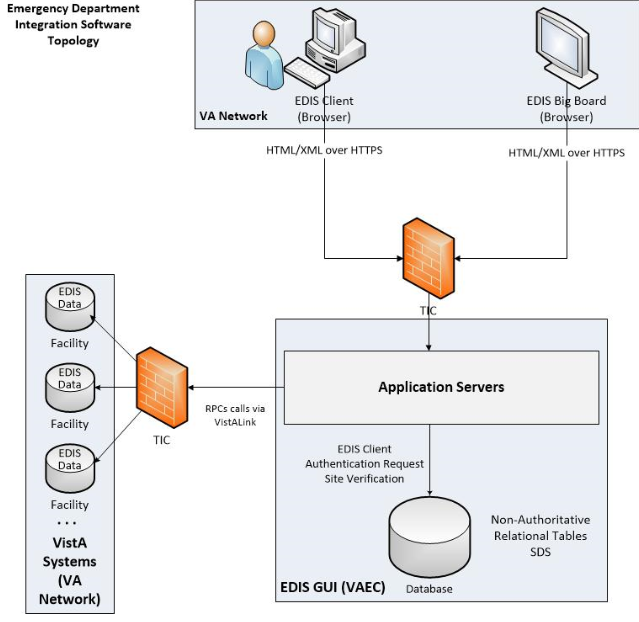 Emergency Department
Integration Software
Topology
EDIS Client
(Browser)
EDIS Big Board
(Browser)
VA Network
HTML/XML over HTTPS
HTML/XML over HTTPS
TIC
EDIS
Data
Facility
EDIS
Data
Facility
EDIS
Data
Facility
...
VistA
Systems
(VA
Network)
TIC
RPCs calls via
VistALink
Application Servers
EDIS Client
Authentication Request
Site Verification
Non-Authoritative
Relational Tables
SDS
EDIS GUI (VAEC)
Database